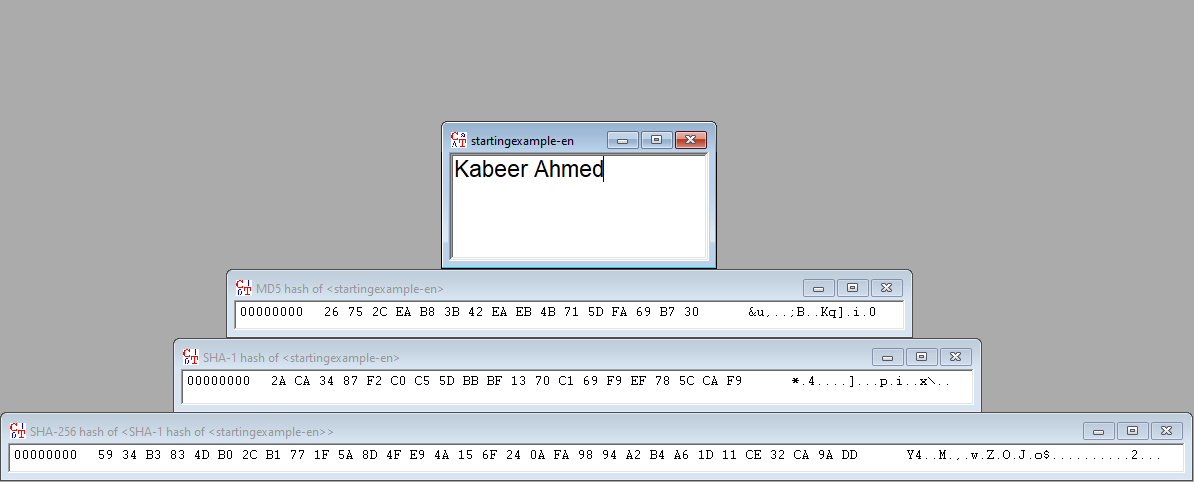 startingexample-en
Kabeer Ahmed
MD5 hash of <startingexample-en>
00000000 26 75 2C EA B8 3B 42 EA EB 4B 71 5D FA 69 B7 30 &u,..;B..Kq].i.0
SHA-1 hash of <startingexample-en>
00000000 2A CA 34 87 F2 C0 C5 5D BB BF 13 70 C1 69 F9 EF 78 5C CA F9 *.4....]...p.i..x\..
SHA-256 hash of <SHA-1 hash of <startingexample-en>>
00000000 59 34 B3 83 4D B0 2C B1 77 1F 5A 8D 4F E9 4A 15 6F 24 0A FA 98 94 A2 B4 A6 1D 11 CE 32 CA 9A DD Y4..M.,.w.Z.O.J.o$..........2...